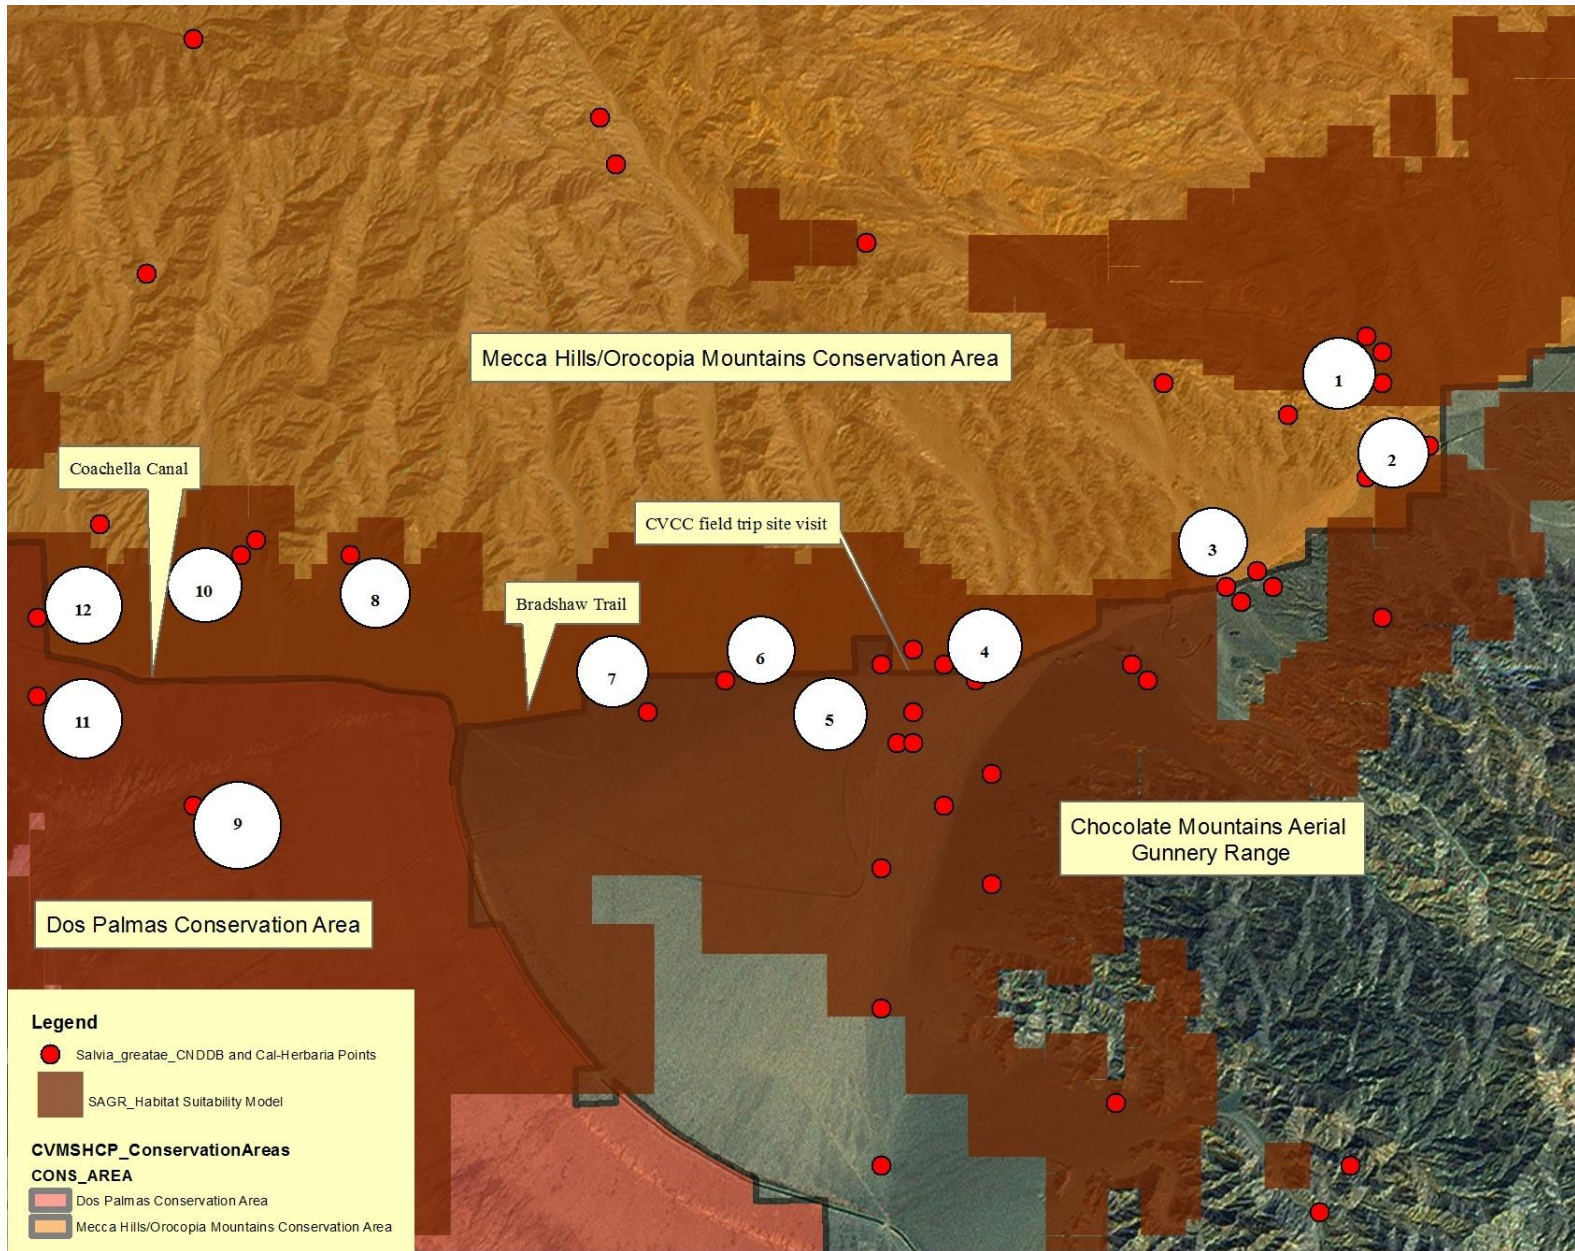 Mecca Hills/Orocopia Mountains Conservation Area
1
2
Coachella Canal
CVCC field trip site visit
3
Bradshaw Trail
12
10
8
4
6
7
5
11
9
Chocolate Mountains Aerial
Gunnery Range
Dos Palmas Conservation Area
Legend
Salvia_greatae_CNDDB and Cal-Herbaria Points
SAGR_Habitat Suitability Model
CVMSHCP_ConservationAreas
CONS_AREA
Dos Palmas Conservation Area
Mecca Hills/Orocopia Mountains Conservation Area